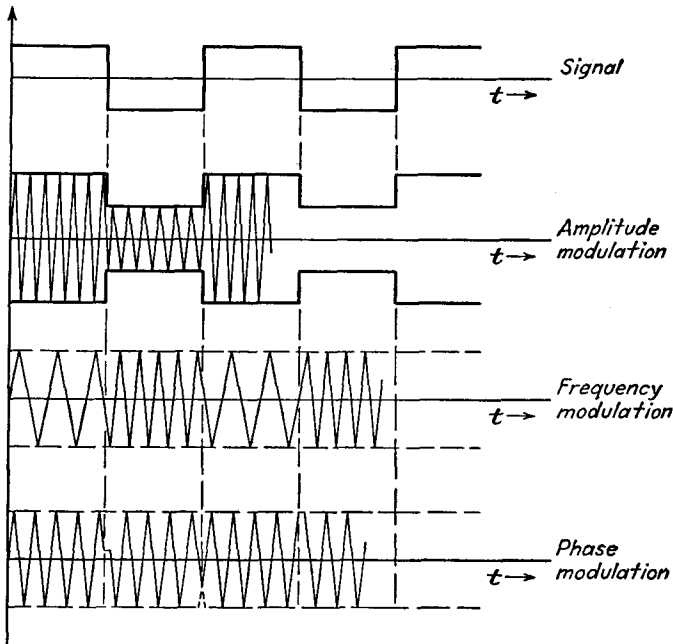 Signal
t→
Amplitude
modulation
t→
Frequency
modulation
t→
Phase
modulation
t→